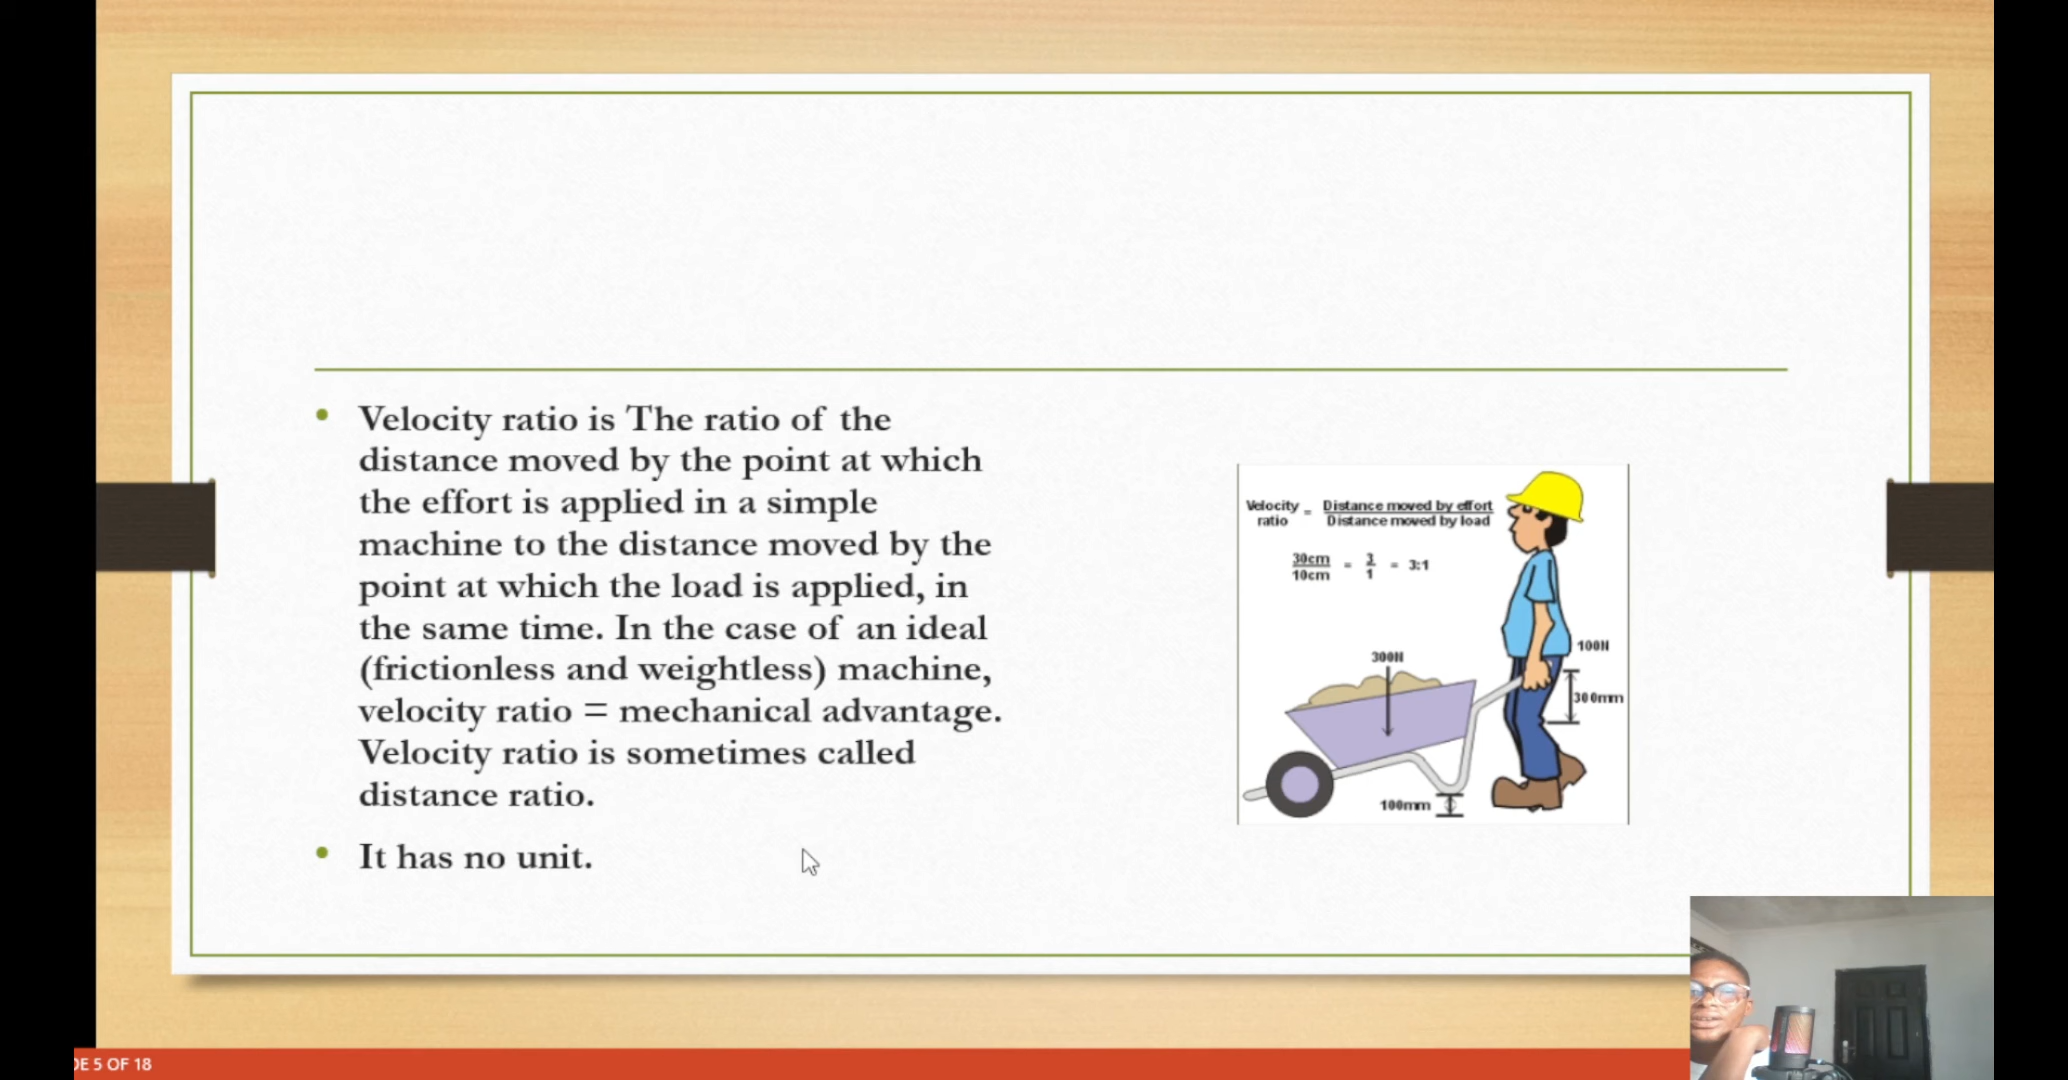 Velocity ratio is The ratio of the
distance moved by the point at which
the effort is applied in a simple
machine to the distance moved by the
point at which the load is applied, in
the same time. In the case of an ideal
(frictionless and weightless) machine,
velocity ratio = mechanical advantage.
Velocity ratio is sometimes called
distance ratio.
It has no unit.
Velocity ratio = Distance moved by effort
Distance moved by load
30cm
10cm
= 3
1
= 3:1
300N
100N
300mm
100mm
DE 5 OF 18